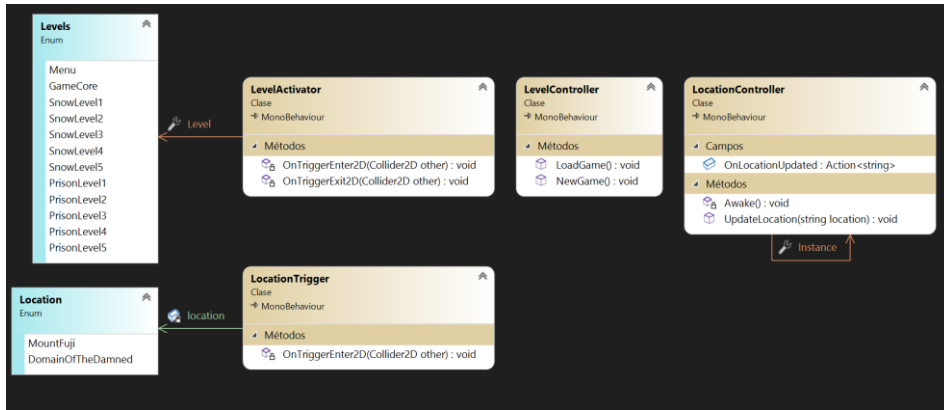 Levels
Enum
Menu
GameCore
SnowLevel1
SnowLevel2
SnowLevel3
SnowLevel4
SnowLevel5
PrisonLevel1
PrisonLevel2
PrisonLevel3
PrisonLevel4
PrisonLevel5
Level
LevelActivator
Clase
MonoBehaviour
Métodos
OnTriggerEnter2D(Collider2D other) : void
OnTriggerExit2D(Collider2D other) : void
LevelController
Clase
MonoBehaviour
Métodos
LoadGame() : void
NewGame() : void
LocationController
Clase
MonoBehaviour
Campos
OnLocationUpdated : Action<string>
Métodos
Awake() : void
UpdateLocation(string location) : void
Instance
Location
Enum
MountFuji
DomainOfTheDamned
location
LocationTrigger
Clase
MonoBehaviour
Métodos
OnTriggerEnter2D(Collider2D other) : void